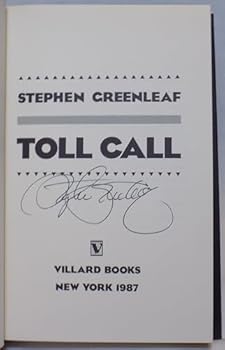 STEPHEN GREENLEAF
TOLL CALL
V
VILLARD BOOKS
NEW YORK 1987